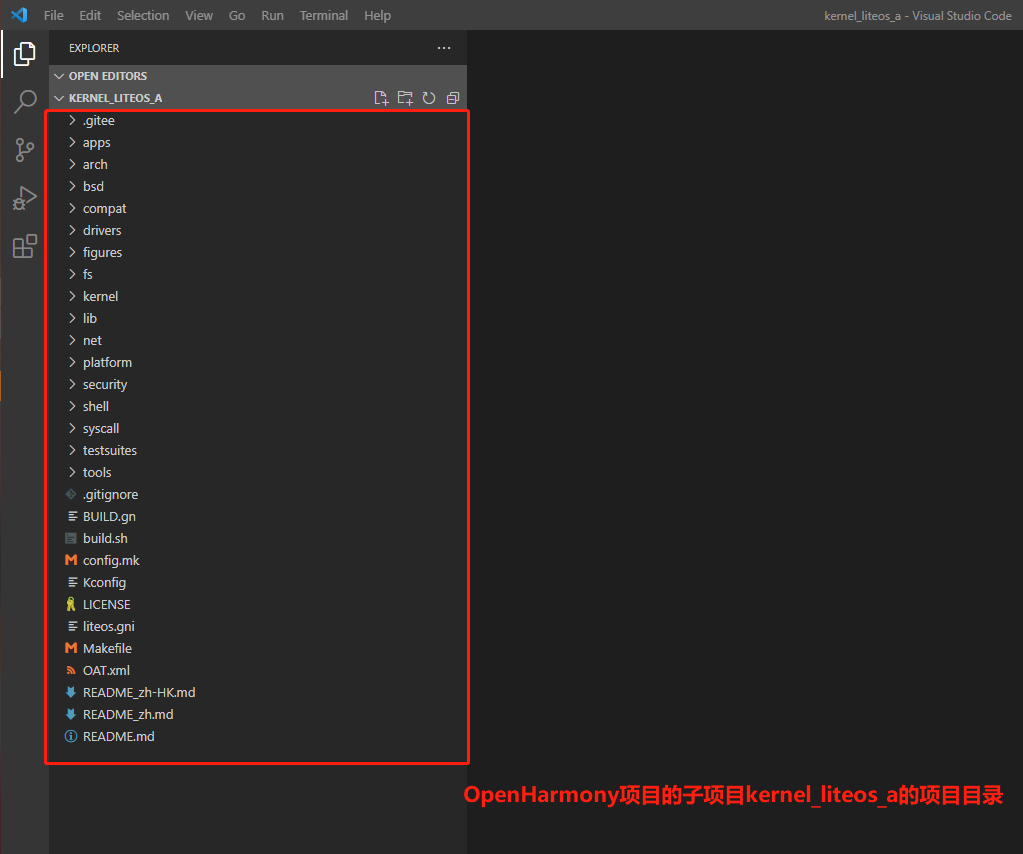 File Edit Selection View Go Run Terminal Help kernel_liteos_a - Visual Studio Code
EXPLORER ...
OPEN EDITORS
KERNEL_LITEOS_A
.gitee
apps
arch
bsd
compat
drivers
figures
fs
kernel
lib
net
platform
security
shell
syscall
testsuites
tools
.gitignore
BUILD.gn
build.sh
config.mk
Kconfig
LICENSE
liteos.gni
Makefile
OAT.xml
README_zh-HK.md
README_zh.md
README.md
OpenHarmony项目的子项目kernel_liteos_a的项目目录